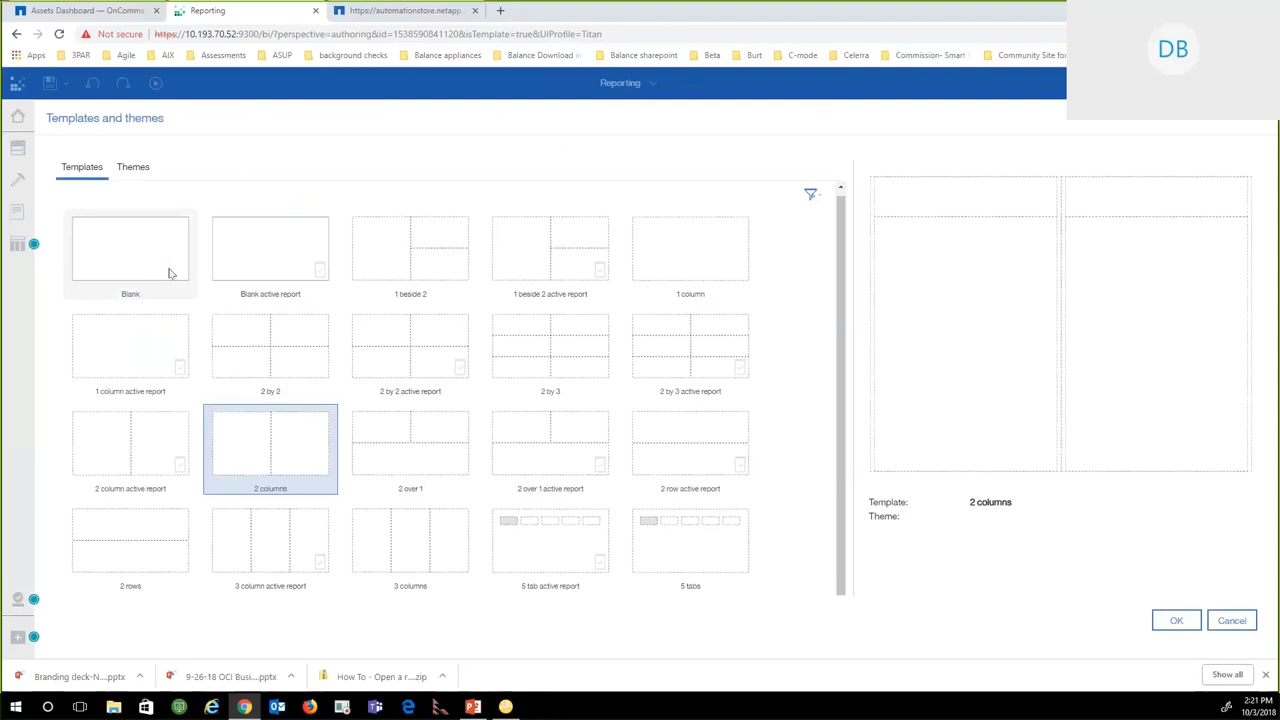 Assets Dashboard — OnComma
Reporting
https://automationstore.netapp.
DB
Not secure
https://10.193.70.52:9300/bi/?perspective=authoring&id=1538590841120&isTemplate=true&UIProfile=Titan
Apps 3PAR Agile AIX Assessments ASUP background checks Balance appliances Balance Download in Balance sharepoint Beta Burt C-mode Celerra Commission- Smart Community Site for
Reporting
Templates and themes
Templates Themes
Blank Blank active report 1 beside 2 1 beside 2 active report 1 column
1 column active report 2 by 2 2 by 2 active report 2 by 3 2 by 3 active report
2 column active report 2 columns 2 over 1 2 over 1 active report 2 row active report
2 rows 3 column active report 3 columns 5 tab active report 5 tabs
Template: 2 columns
Theme:
OK Cancel
Branding deck-N....pptx 9-26-18 OCI Busi....pptx How To - Open a r....zip Show all
2:21 PM
10/3/2018